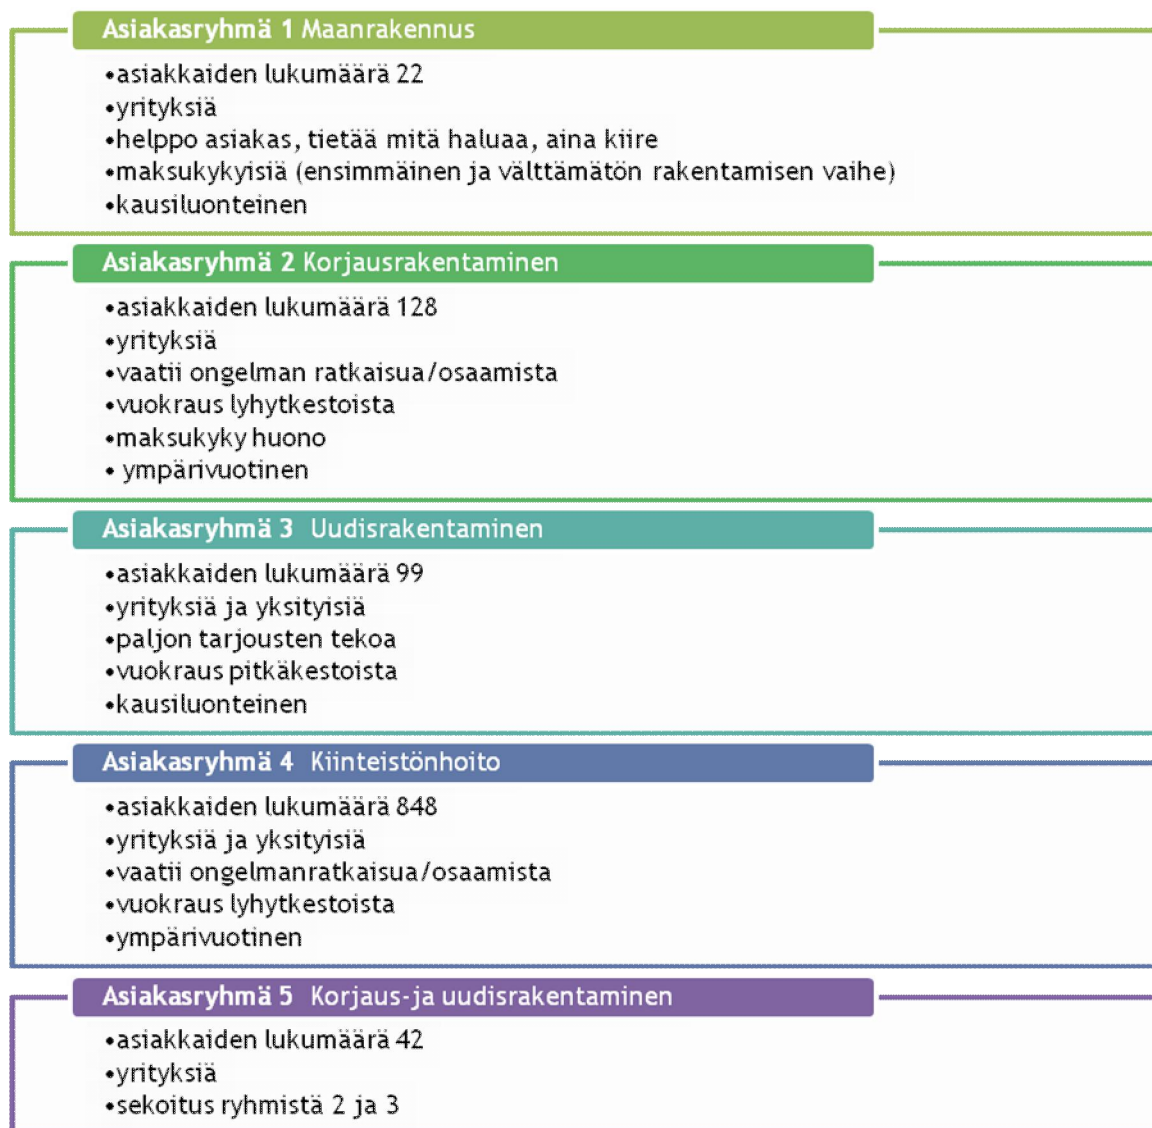 Asiakasryhmä 1 Maanrakennus
•asiakkaiden lukumäärä 22
•yrityksiä
•helppo asiakas, tietää mitä haluaa, aina kiire
•maksukykyisiä (ensimmäinen ja välttämätön rakentamisen vaihe)
•kausiluonteinen
Asiakasryhmä 2 Korjausrakentaminen
•asiakkaiden lukumäärä 128
•yrityksiä
•vaatii ongelman ratkaisua/osaamista
•vuokraus lyhytkestoista
•maksukyky huono
• ympärivuotinen
Asiakasryhmä 3 Uudisrakentaminen
•asiakkaiden lukumäärä 99
•yrityksiä ja yksityisiä
•paljon tarjousten tekoa
•vuokraus pitkäkestoista
•kausiluonteinen
Asiakasryhmä 4 Kiinteistönhoito
•asiakkaiden lukumäärä 848
•yrityksiä ja yksityisiä
•vaatii ongelmanratkaisua/osaamista
•vuokraus lyhytkestoista
•ympärivuotinen
Asiakasryhmä 5 Korjaus-ja uudisrakentaminen
•asiakkaiden lukumäärä 42
•yrityksiä
•sekoitus ryhmistä 2 ja 3